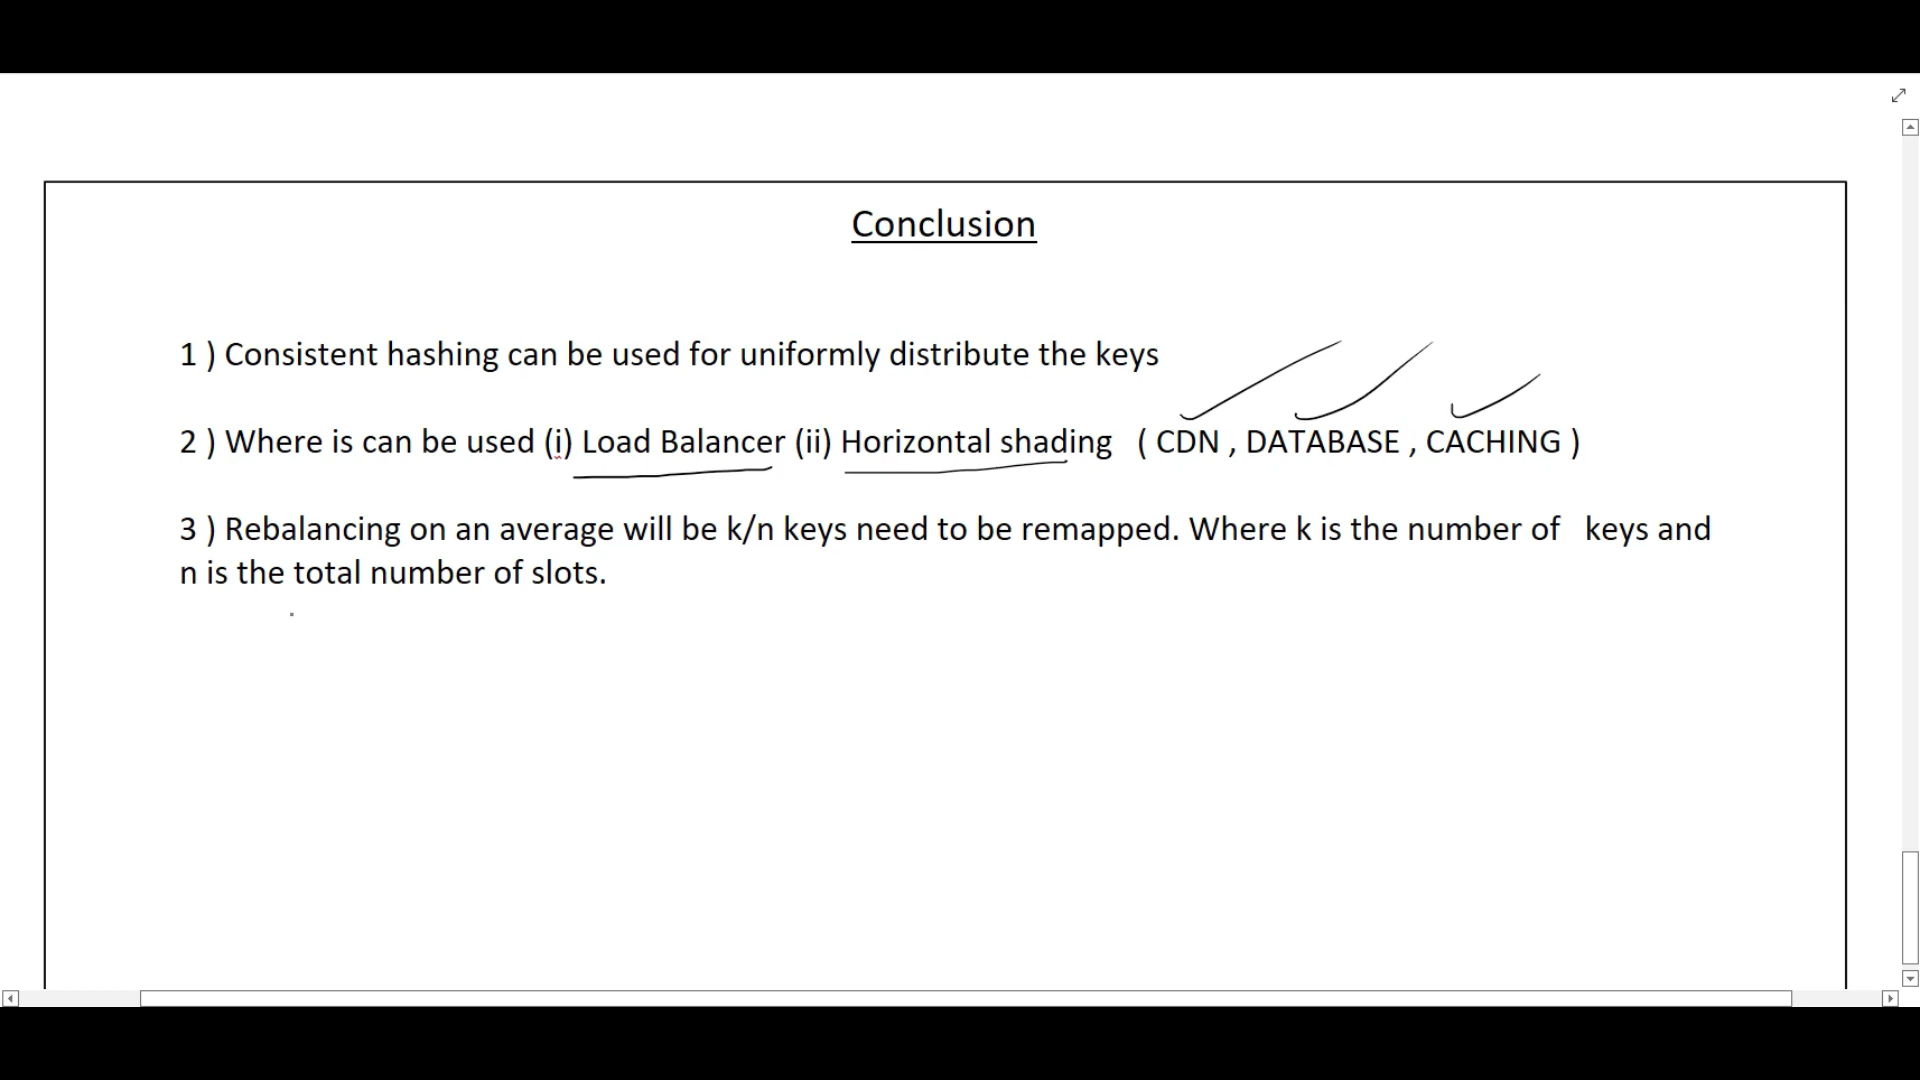 Conclusion
1 ) Consistent hashing can be used for uniformly distribute the keys
2 ) Where is can be used (i) Load Balancer (ii) Horizontal shading ( CDN , DATABASE , CACHING )
3 ) Rebalancing on an average will be k/n keys need to be remapped. Where k is the number of keys and
n is the total number of slots.